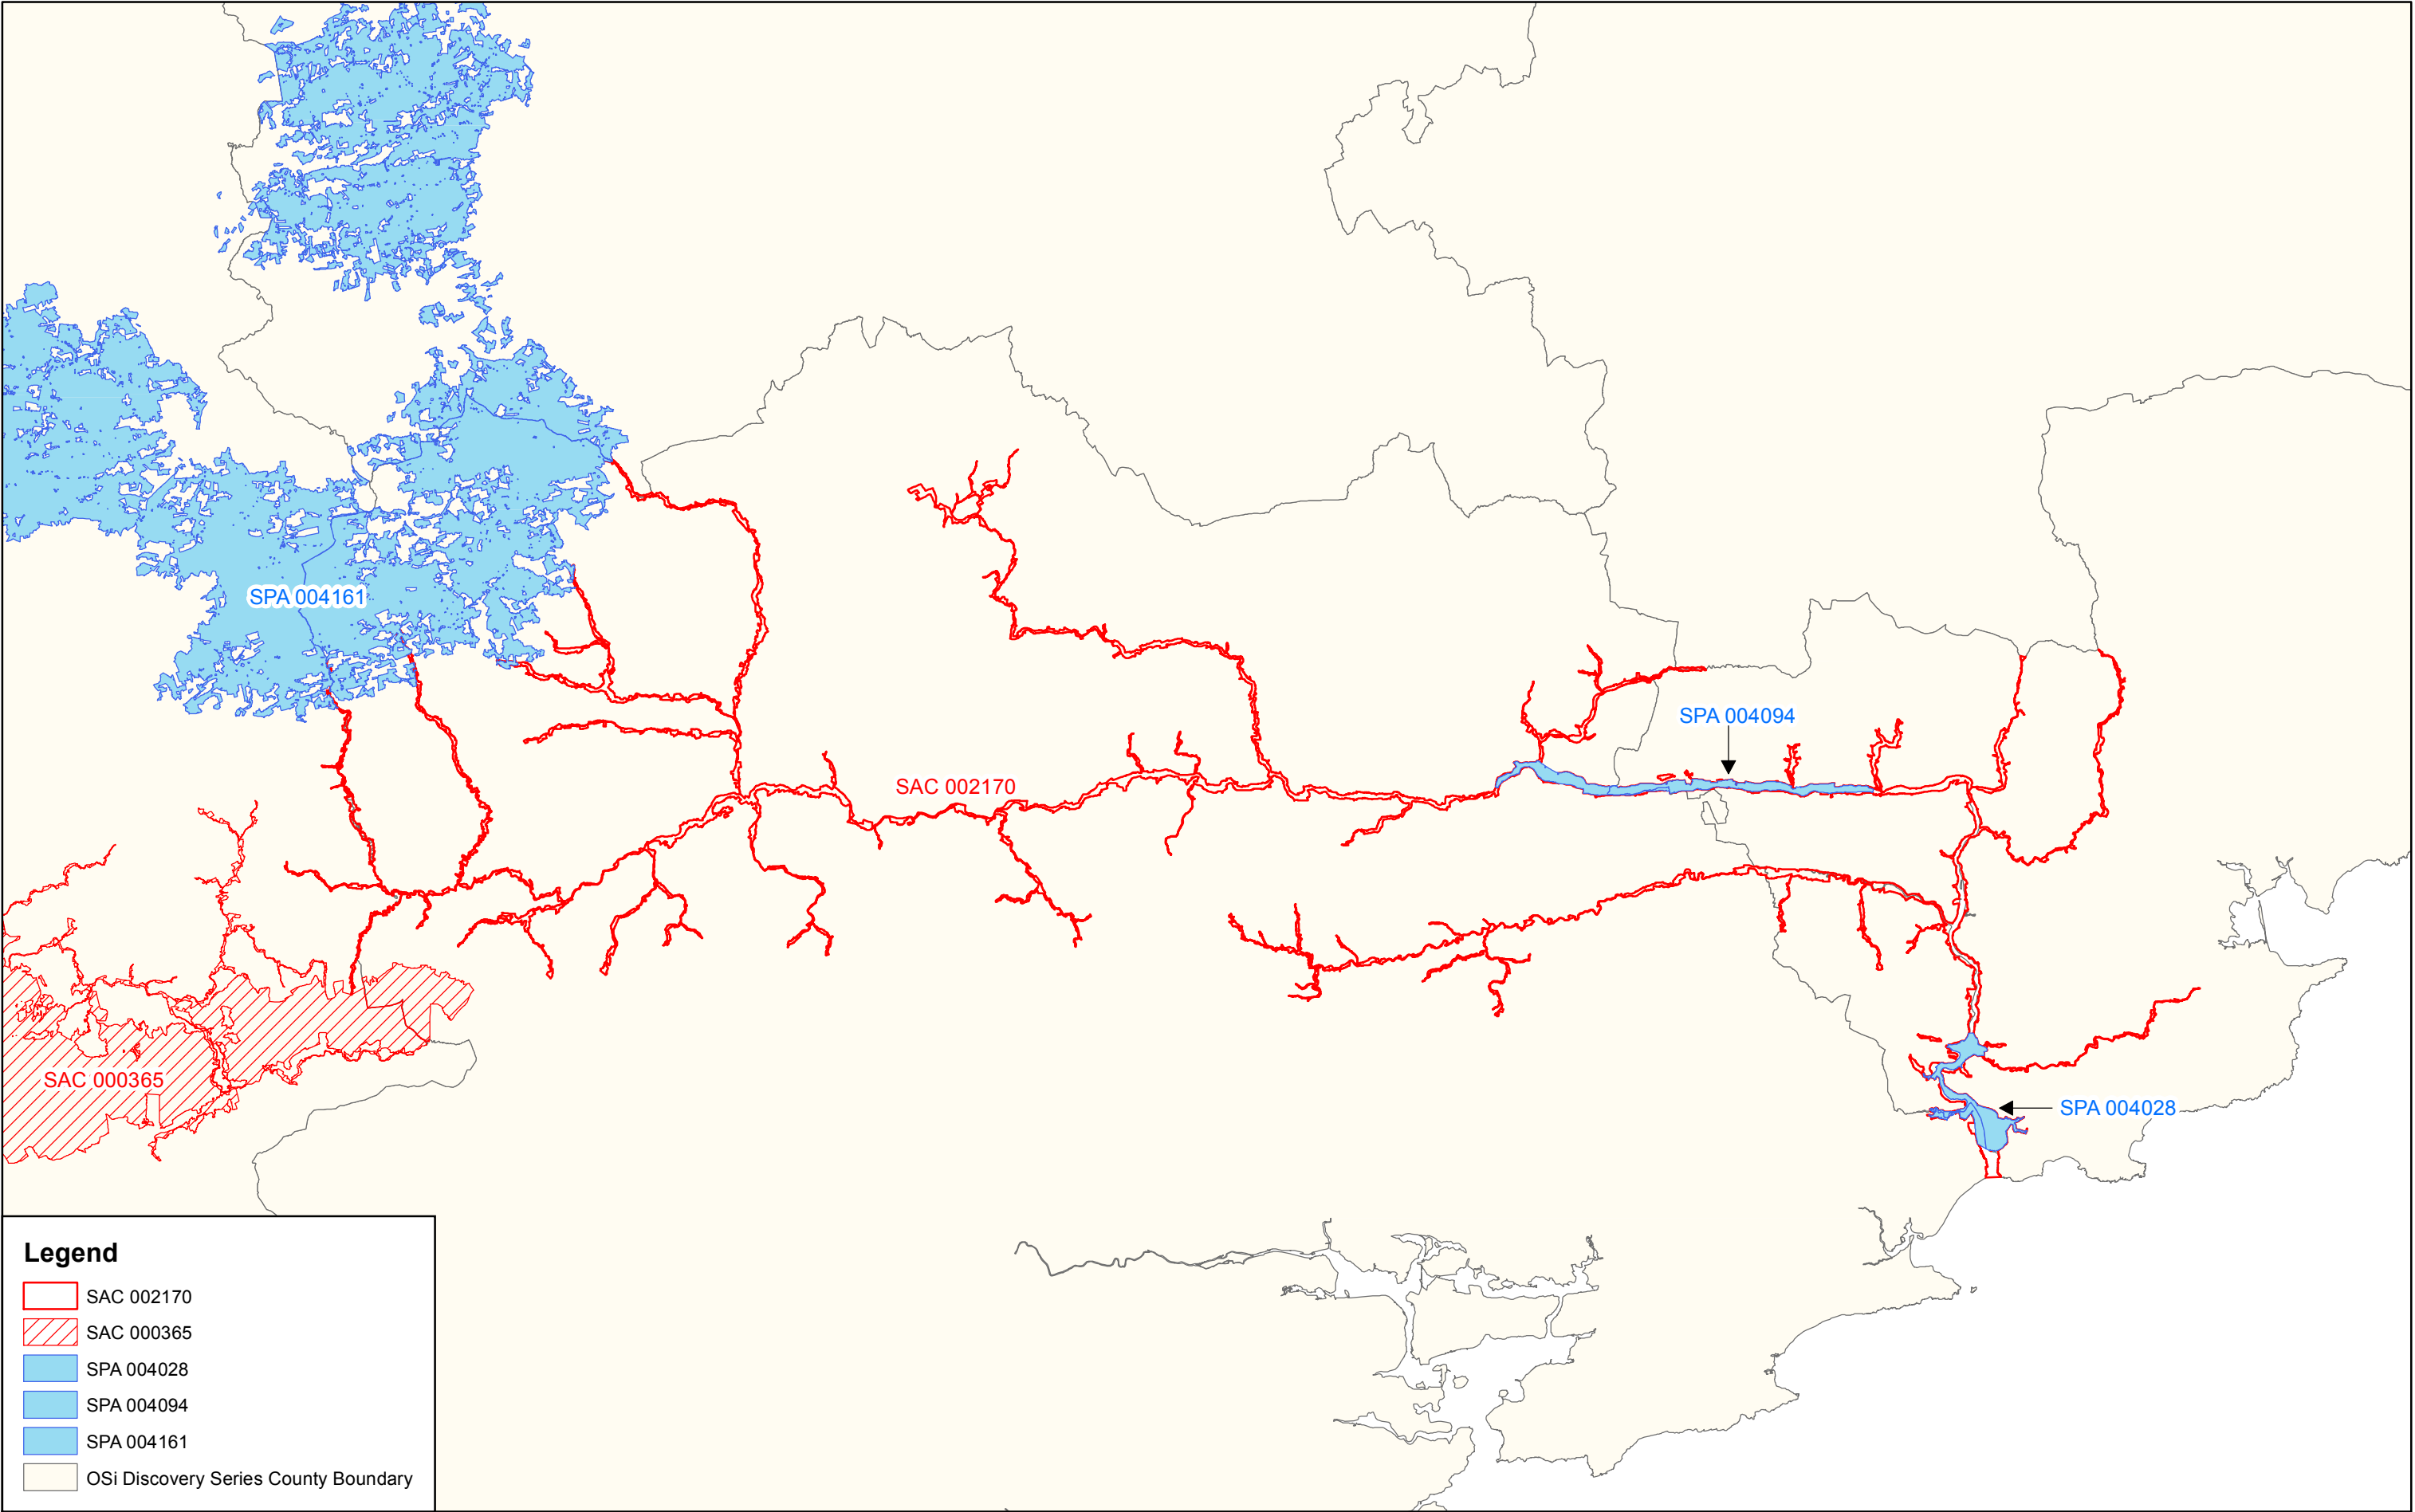 SPA 004161
SPA 004094
SAC 002170
SAC 000365
SPA 004028
Legend
SAC 002170
SAC 000365
SPA 004028
SPA 004094
SPA 004161
OSi Discovery Series County Boundary